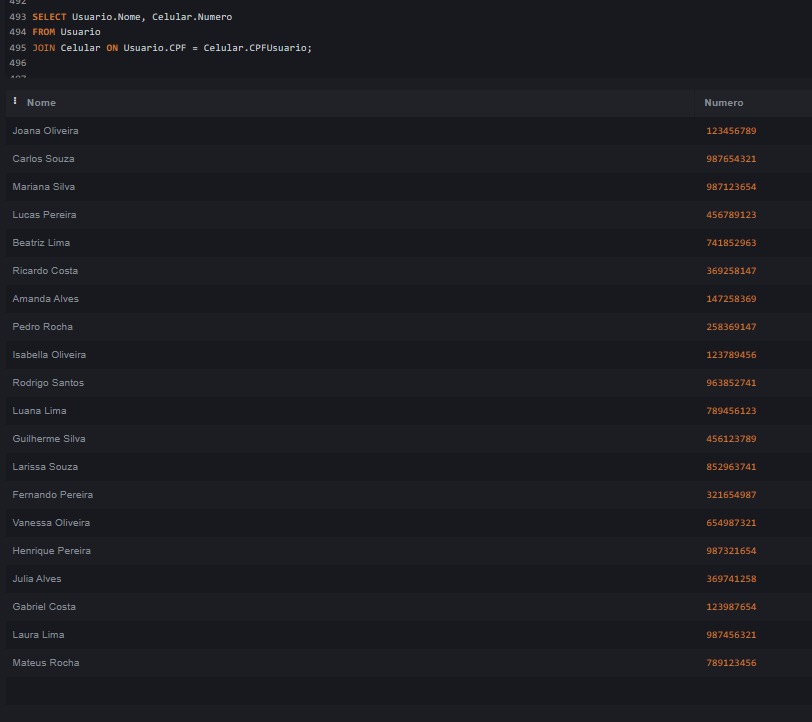 492
493 SELECT Usuario.Nome, Celular.Numero
494 FROM Usuario
495 JOIN Celular ON Usuario.CPF = Celular.CPFUsuario;
496
497
Nome Numero
Joana Oliveira 123456789
Carlos Souza 987654321
Mariana Silva 987123654
Lucas Pereira 456789123
Beatriz Lima 741852963
Ricardo Costa 369258147
Amanda Alves 147258369
Pedro Rocha 258369147
Isabella Oliveira 123789456
Rodrigo Santos 963852741
Luana Lima 789456123
Guilherme Silva 456123789
Larissa Souza 852963741
Fernando Pereira 321654987
Vanessa Oliveira 654987321
Henrique Pereira 987321654
Julia Alves 369741258
Gabriel Costa 123987654
Laura Lima 987456321
Mateus Rocha 789123456